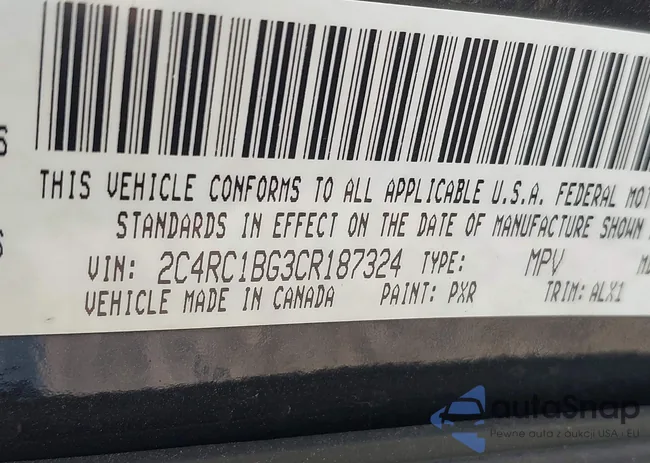 THIS VEHICLE CONFORMS TO ALL APPLICABLE U.S.A. FEDERAL MOT
STANDARDS IN EFFECT ON THE DATE OF MANUFACTURE SHOWN
VIN: 2C4RC1BG3CR187324 TYPE: MPV
VEHICLE MADE IN CANADA PAINT: PXR TRIM: ALX1
autoSnap
Pewne auta z aukcji USA i EU